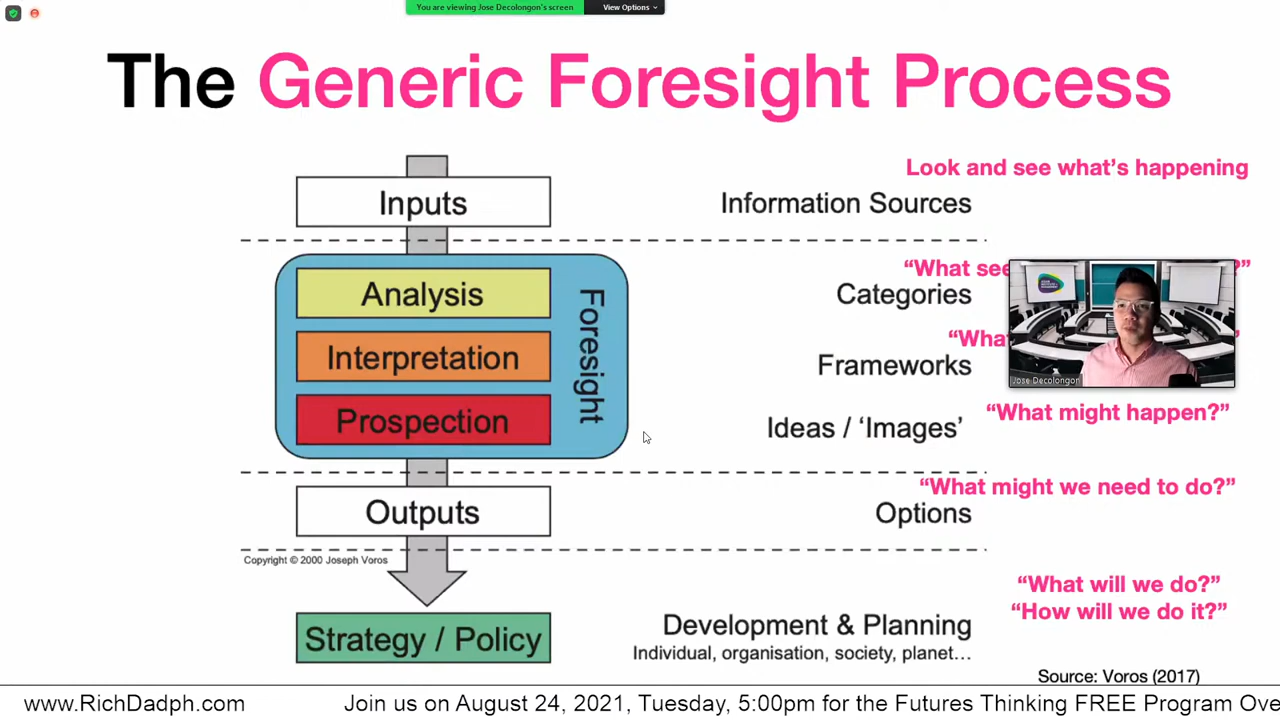 You are viewing Jose Decolongon's screen
View Options
The Generic Foresight Process
Look and see what's happening
Inputs
Information Sources
"What
Analysis
Categories
Interpretation
Frameworks
Prospection
Foresight
Jose Decolongon
"What might happen?"
Ideas / 'Images'
"What might we need to do?"
Outputs
Options
Copyright © 2000 Joseph Voros
"What will we do?"
"How will we do it?"
Strategy / Policy
Development & Planning
Individual, organisation, society, planet...
Source: Voros (2017)
www.RichDadph.com
Join us on August 24, 2021, Tuesday, 5:00pm for the Futures Thinking FREE Program